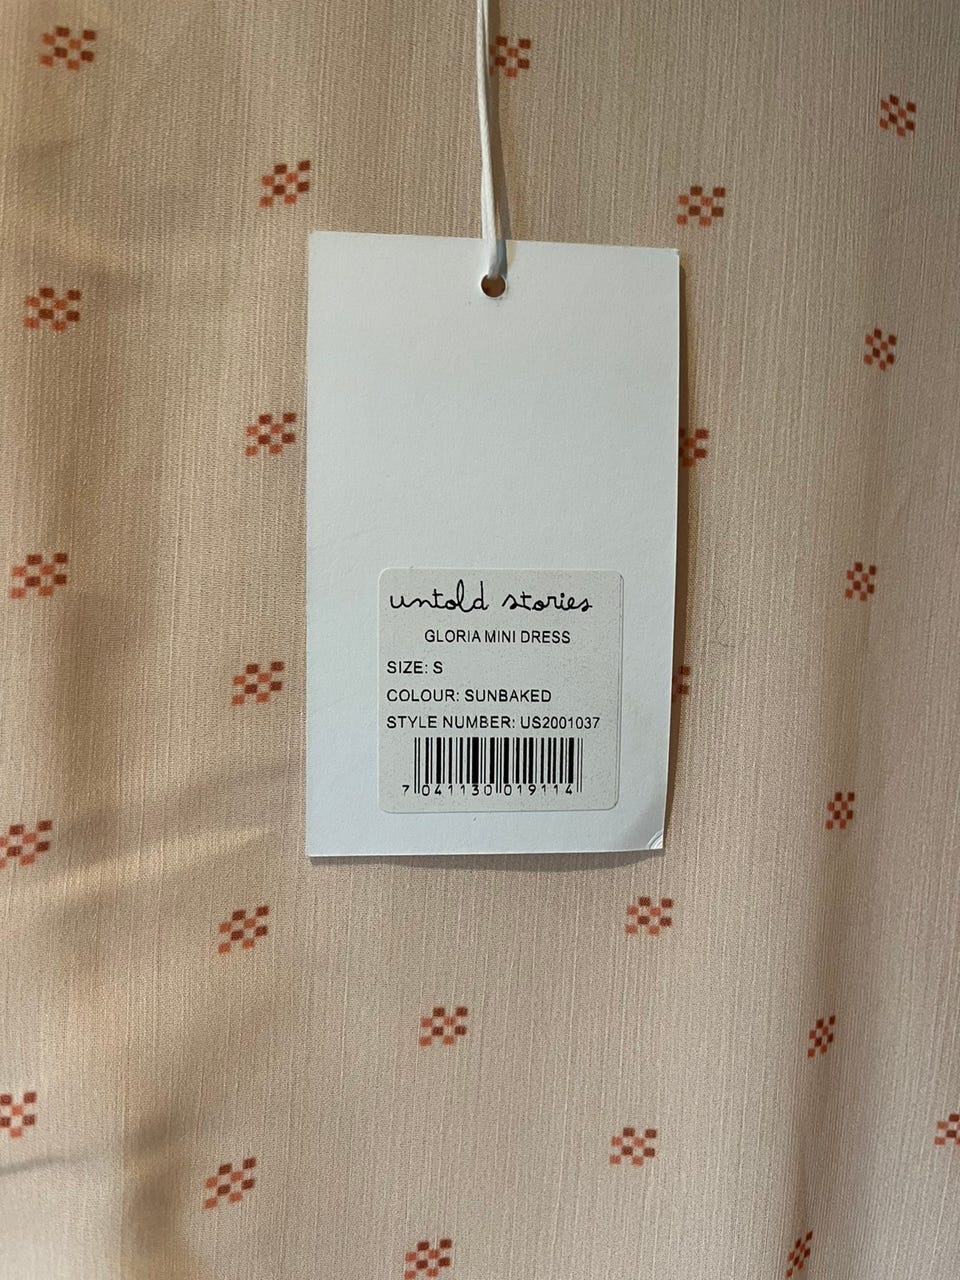 untold stories
GLORIA MINI DRESS
SIZE: S
COLOUR: SUNBAKED
STYLE NUMBER: US2001037
7 041130 019114